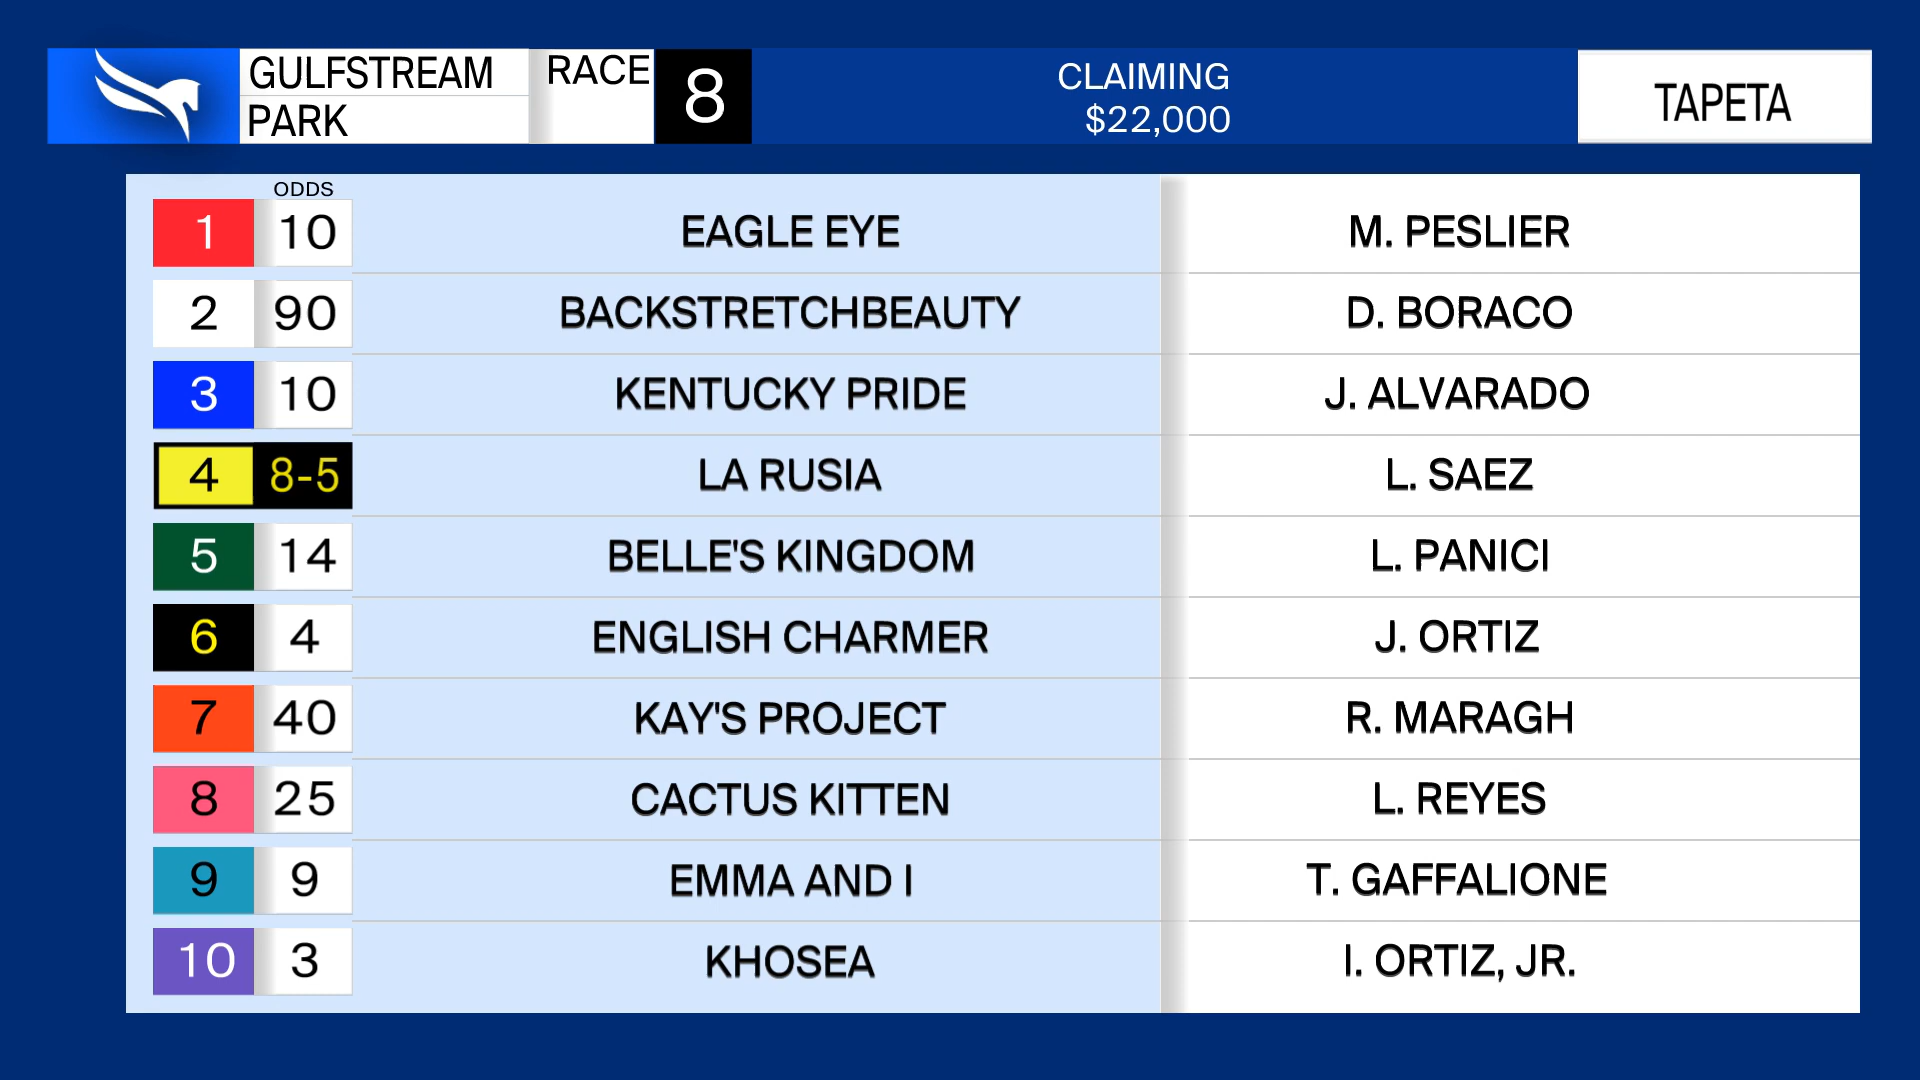 GULFSTREAM
PARK
RACE
8
CLAIMING
$22,000
TAPETA
ODDS
1 10 EAGLE EYE M. PESLIER
2 90 BACKSTRETCHBEAUTY D. BORACO
3 10 KENTUCKY PRIDE J. ALVARADO
4 8-5 LA RUSIA L. SAEZ
5 14 BELLE'S KINGDOM L. PANICI
6 4 ENGLISH CHARMER J. ORTIZ
7 40 KAY'S PROJECT R. MARAGH
8 25 CACTUS KITTEN L. REYES
9 9 EMMA AND I T. GAFFALIONE
10 3 KHOSEA I. ORTIZ, JR.